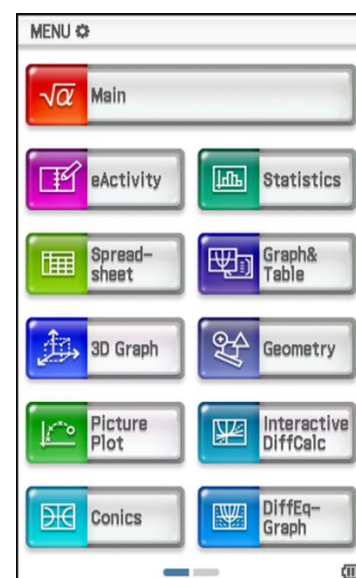 MENU
√α Main
eActivity
Statistics
Spread-
sheet
Graph&
Table
3D Graph
Geometry
Picture
Plot
Interactive
DiffCalc
Conics
DiffEq-
Graph